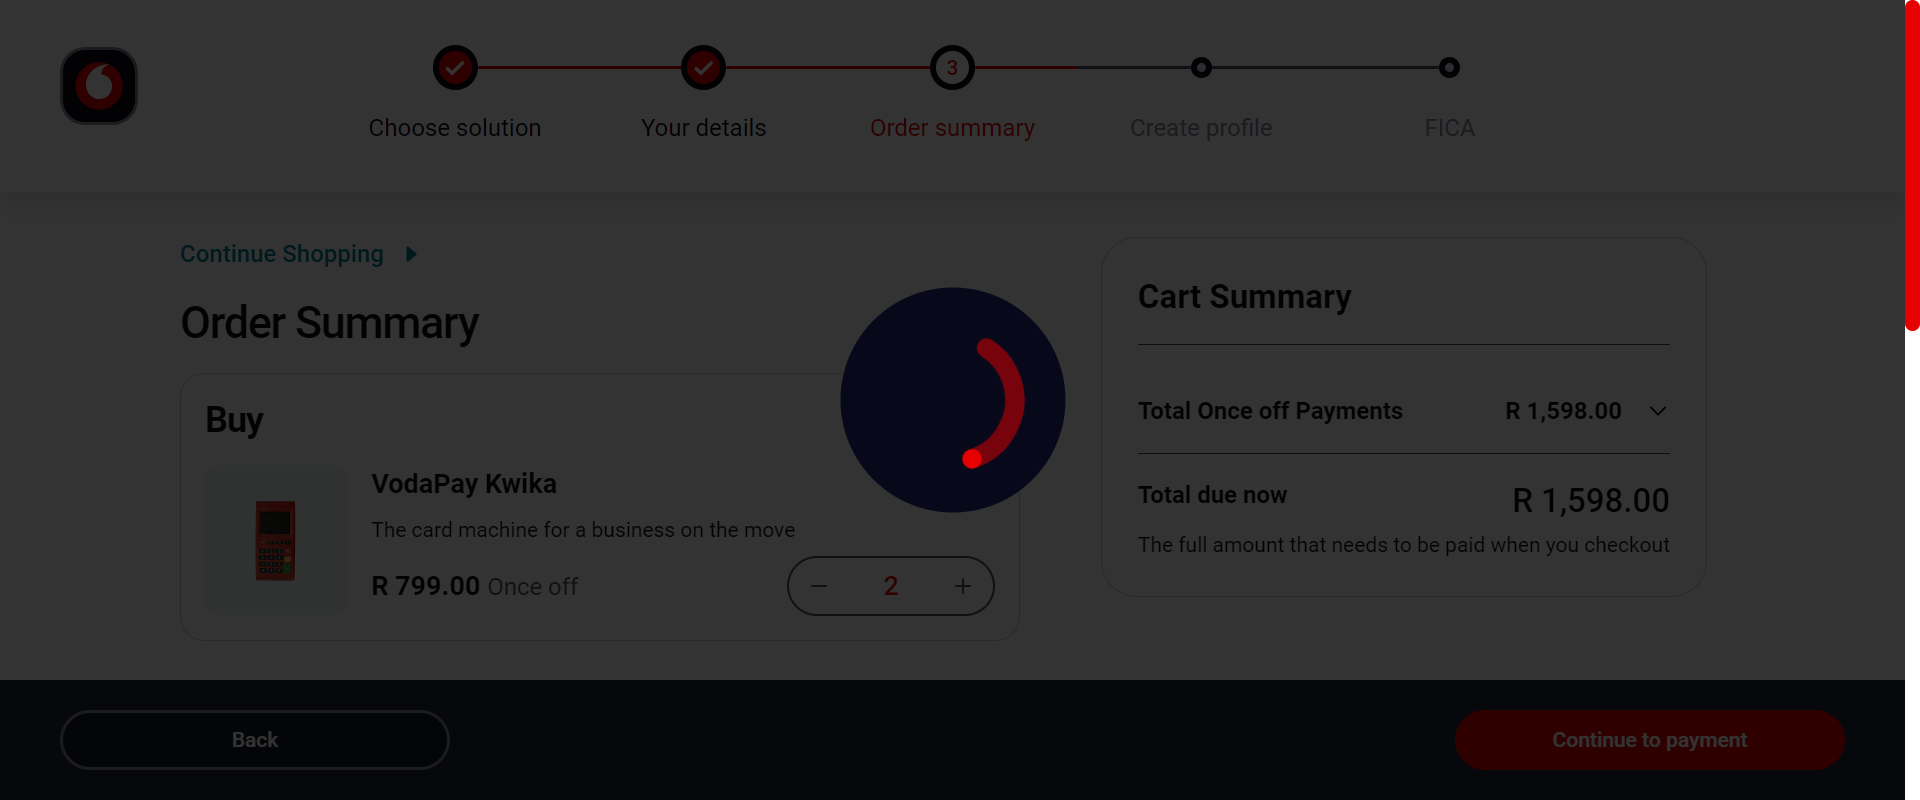 3
Choose solution
Your details
Order summary
Create profile
FICA
Continue Shopping
Order Summary
Buy
VodaPay Kwika
The card machine for a business on the move
R 799.00 Once off
2
Cart Summary
Total Once off Payments
R 1,598.00
Total due now
R 1,598.00
The full amount that needs to be paid when you checkout
Back
Continue to payment